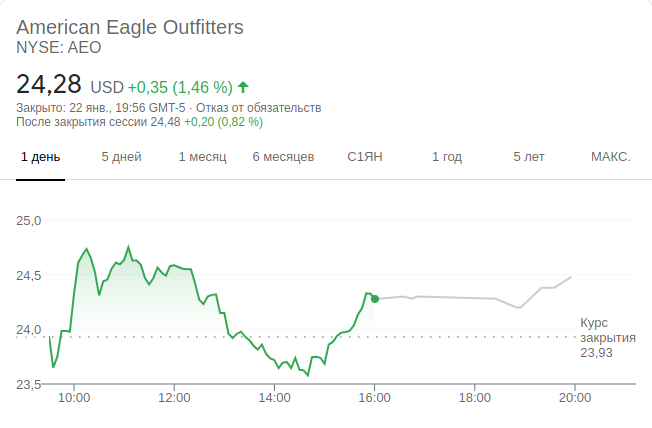 American Eagle Outfitters
NYSE: AEO
24,28 USD +0,35 (1,46 %)
Закрыто: 22 янв., 19:56 GMT-5 · Отказ от обязательств
После закрытия сессии 24,48 +0,20 (0,82 %)
1 день 5 дней 1 месяц 6 месяцев С1ЯН 1 год 5 лет МАКС.
25,0
24,5
24,0
23,5
Курс
закрытия
23,93
10:00 12:00 14:00 16:00 18:00 20:00